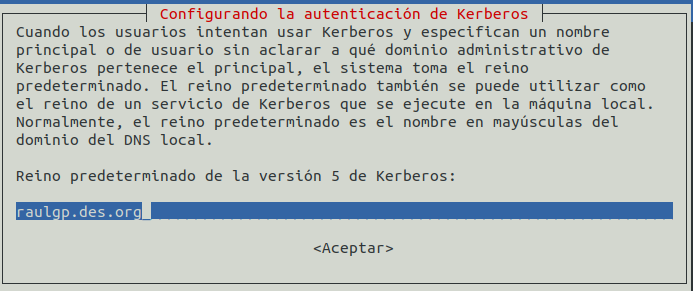 Configurando la autenticación de Kerberos
Cuando los usuarios intentan usar Kerberos y especifican un nombre
principal o de usuario sin aclarar a qué dominio administrativo de
Kerberos pertenece el principal, el sistema toma el reino
predeterminado. El reino predeterminado también se puede utilizar como
el reino de un servicio de Kerberos que se ejecute en la máquina local.
Normalmente, el reino predeterminado es el nombre en mayúsculas del
dominio del DNS local.
Reino predeterminado de la versión 5 de Kerberos:
raulgp.des.org
<Aceptar>